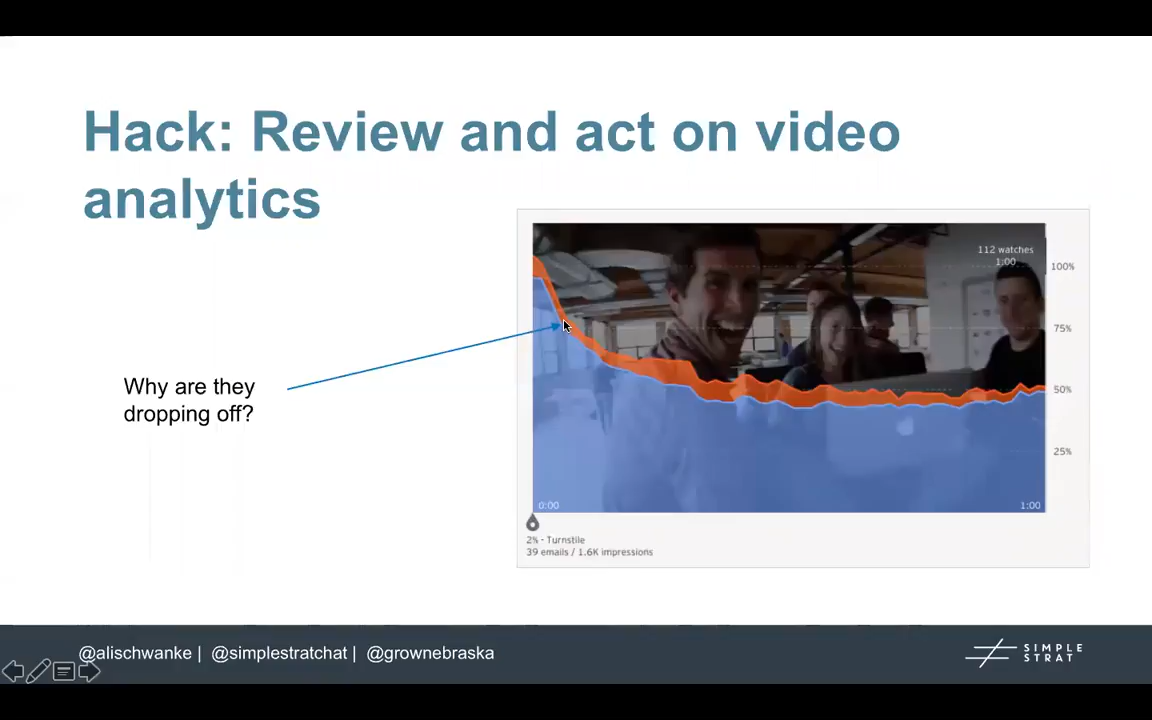 Hack: Review and act on video
analytics
112 watches
1:00
100%
75%
Why are they
dropping off?
50%
25%
0:00
1:00
2% - Turnstile
39 emails / 1.6K impressions
@alischwanke | @simplestratchat | @grownebraska
SIMPLE
STRAT